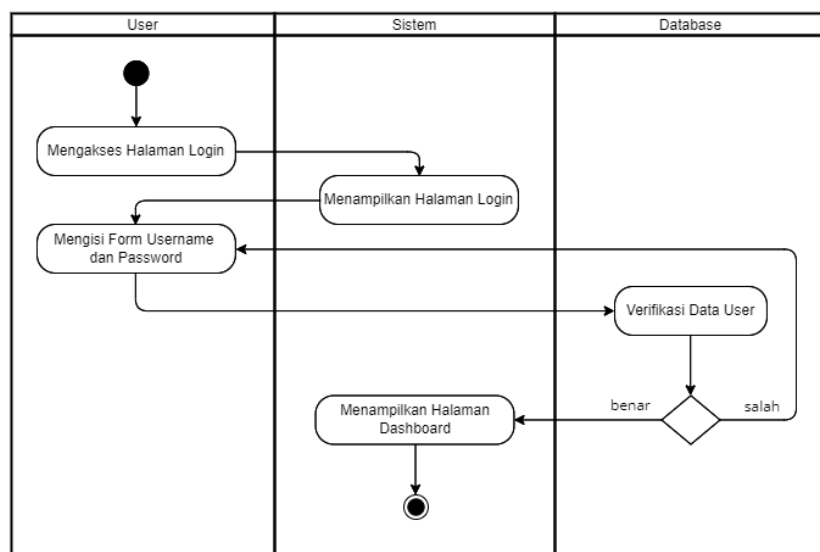 User
Sistem
Database
Mengakses Halaman Login
Menampilkan Halaman Login
Mengisi Form Username
dan Password
Verifikasi Data User
benar
salah
Menampilkan Halaman
Dashboard